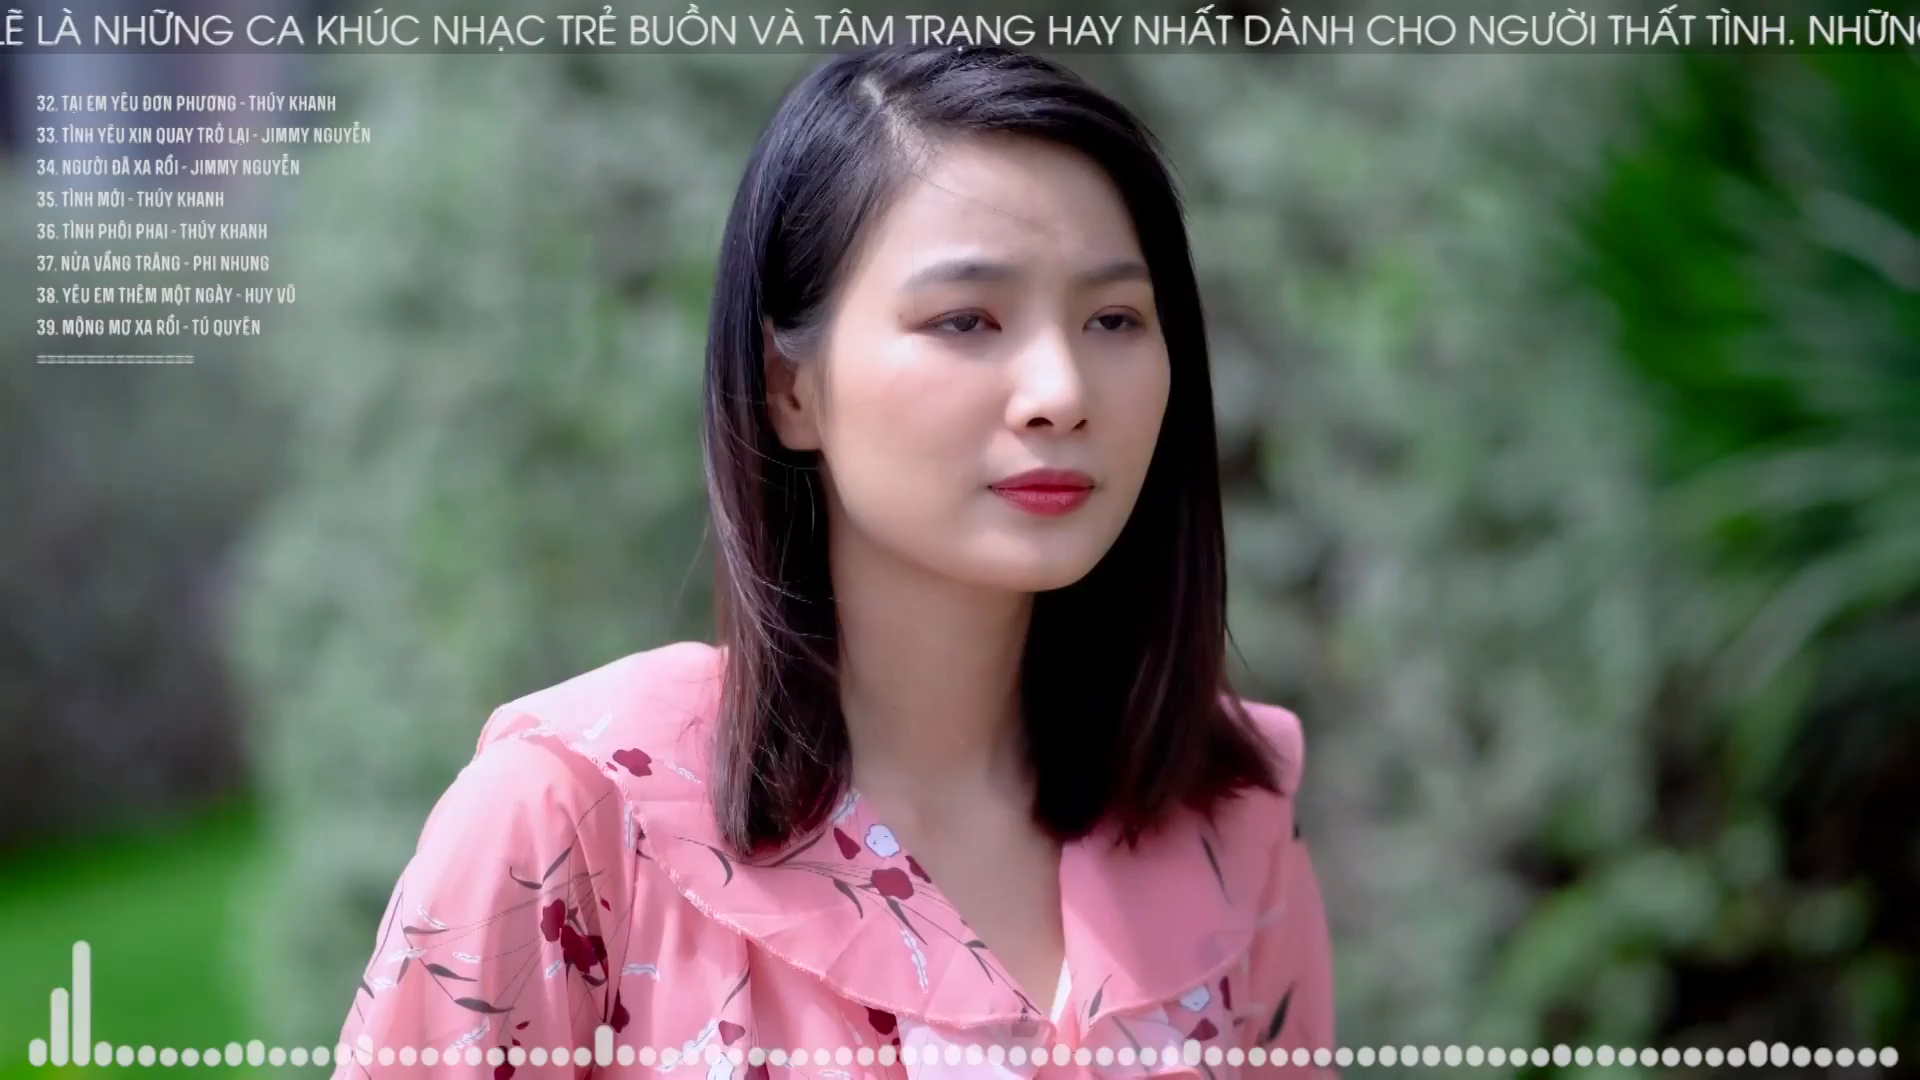 LẼ LÀ NHỮNG CA KHÚC NHẠC TRẺ BUỒN VÀ TÂM TRẠNG HAY NHẤT DÀNH CHO NGƯỜI THẤT TÌNH. NHỮNG
32. TẠI EM YÊU ĐƠN PHƯƠNG - THÚY KHANH
33. TÌNH YÊU XIN QUAY TRỞ LẠI - JIMMY NGUYỄN
34. NGƯỜI ĐÃ XA RỒI - JIMMY NGUYỄN
35. TÌNH MỚI - THÚY KHANH
36. TÌNH PHÔI PHAI - THÚY KHANH
37. NỬA VẦNG TRĂNG - PHI NHUNG
38. YÊU EM THÊM MỘT NGÀY - HUY VŨ
39. MỘNG MƠ XA RỒI - TÚ QUYÊN
================